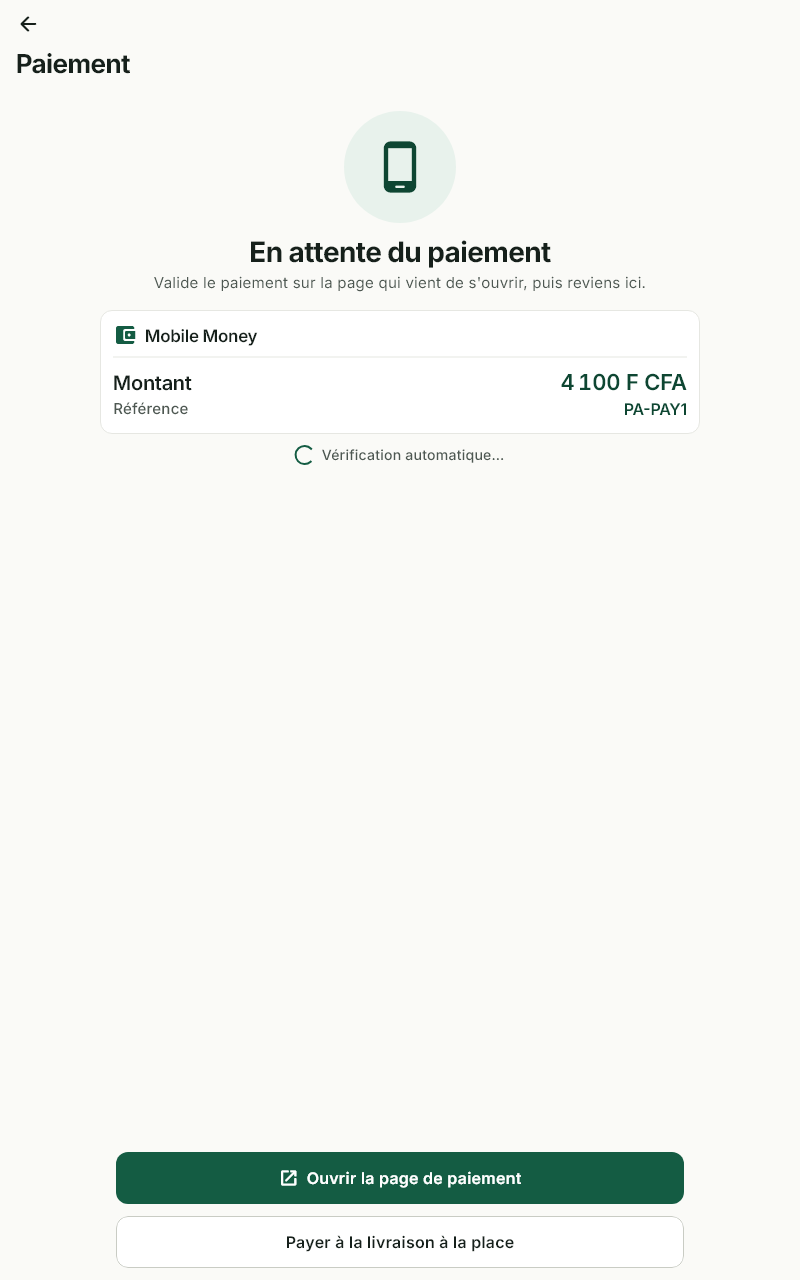 Paiement
En attente du paiement
Valide le paiement sur la page qui vient de s'ouvrir, puis reviens ici.
Mobile Money
Montant 4 100 F CFA
Référence PA-PAY1
Vérification automatique...
Ouvrir la page de paiement
Payer à la livraison à la place